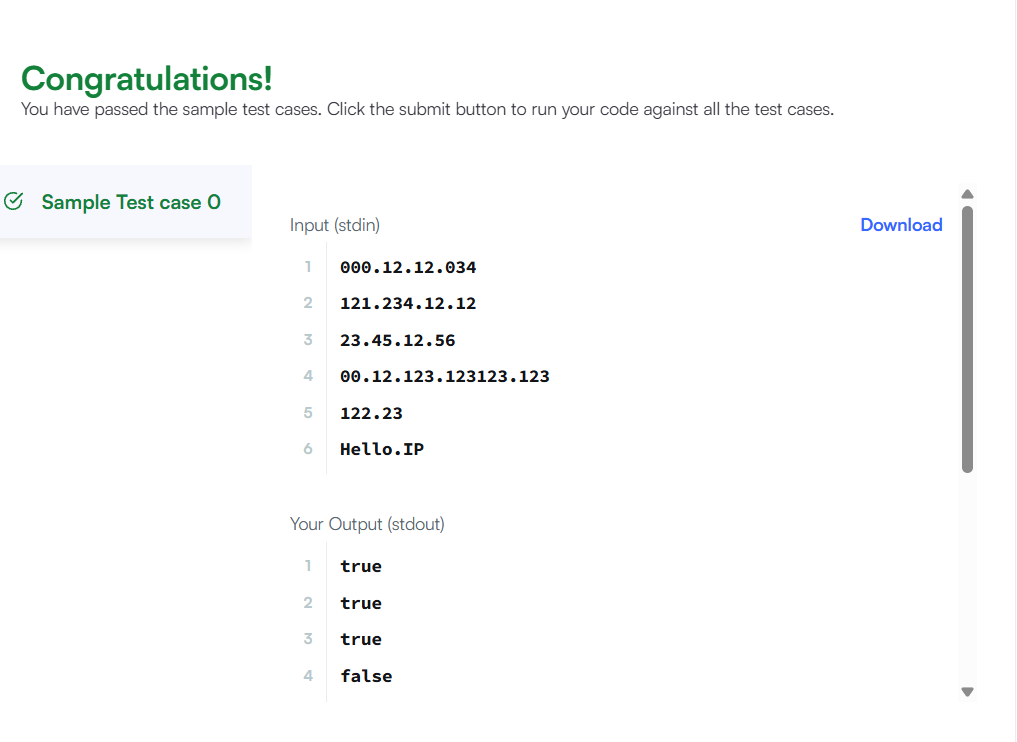 Congratulations!
You have passed the sample test cases. Click the submit button to run your code against all the test cases.
Sample Test case 0
Input (stdin)
Download
1 000.12.12.034
2 121.234.12.12
3 23.45.12.56
4 00.12.123.123123.123
5 122.23
6 Hello.IP
Your Output (stdout)
1 true
2 true
3 true
4 false